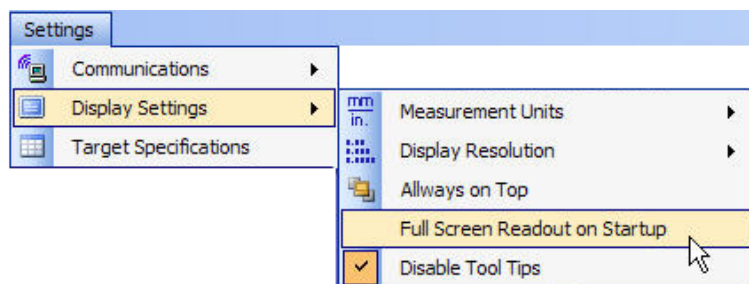 Settings
Communications
Display Settings
Target Specifications
mm
in.
Measurement Units
Display Resolution
Allways on Top
Full Screen Readout on Startup
Disable Tool Tips